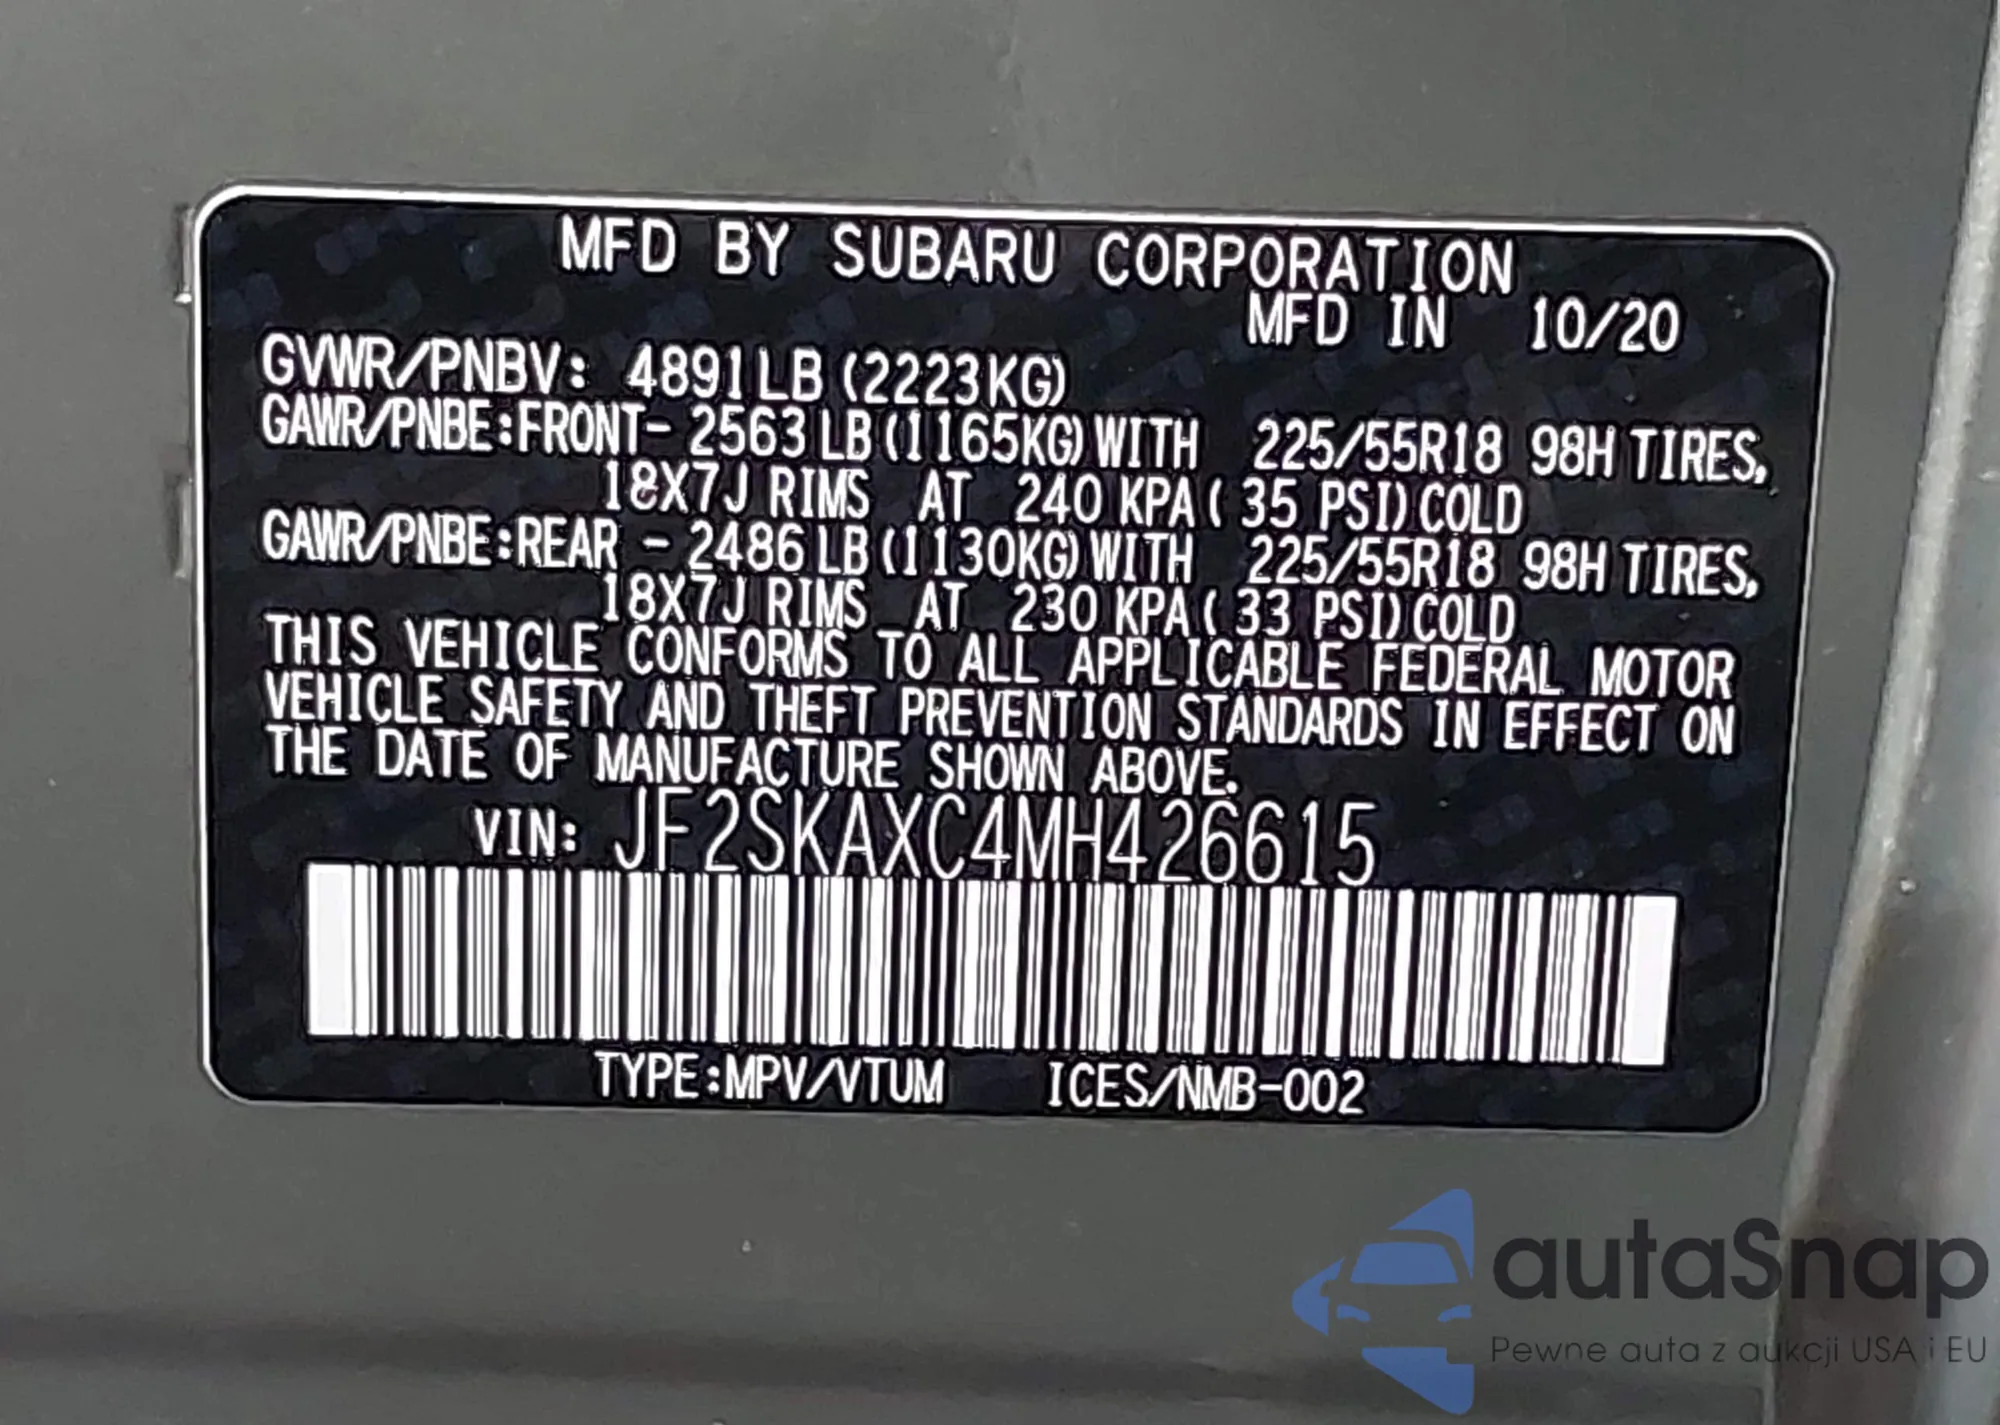 MFD BY SUBARU CORPORATION
MFD IN 10/20
GVWR/PNBV: 4891LB (2223KG)
GAWR/PNBE:FRONT- 2563 LB (1165KG) WITH 225/55R18 98H TIRES,
18X7J RIMS AT 240 KPA ( 35 PSI) COLD
GAWR/PNBE:REAR - 2486 LB (1130KG) WITH 225/55R18 98H TIRES,
18X7J RIMS AT 230 KPA ( 33 PSI) COLD
THIS VEHICLE CONFORMS TO ALL APPLICABLE FEDERAL MOTOR
VEHICLE SAFETY AND THEFT PREVENTION STANDARDS IN EFFECT ON
THE DATE OF MANUFACTURE SHOWN ABOVE.
VIN: JF2SKAXC4MH426615
TYPE:MPV/VTUM ICES/NMB-002
autaSnap
Pewne auta z aukcji USA i EU